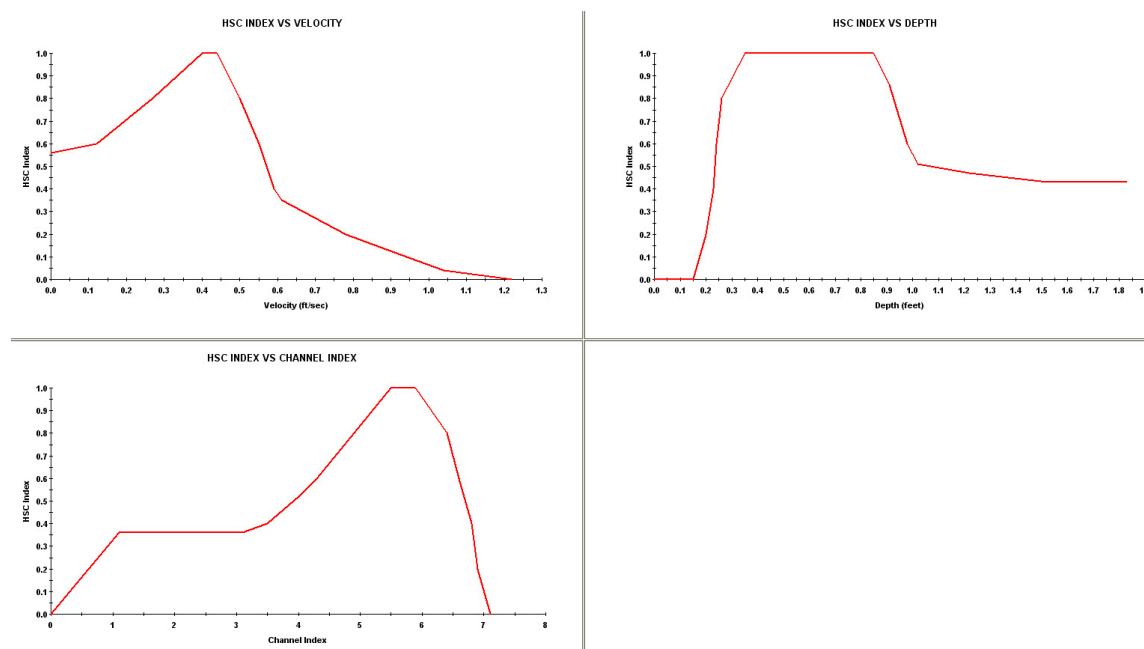 HSC INDEX VS VELOCITY
1.0
0.9
0.8
0.7
0.6
0.5
0.4
0.3
0.2
0.1
0.0
HSC Index
0.0 0.1 0.2 0.3 0.4 0.5 0.6 0.7 0.8 0.9 1.0 1.1 1.2 1.3
Velocity (ft/sec)
HSC INDEX VS DEPTH
1.0
0.9
0.8
0.7
0.6
0.5
0.4
0.3
0.2
0.1
0.0
HSC Index
0.0 0.1 0.2 0.3 0.4 0.5 0.6 0.7 0.8 0.9 1.0 1.1 1.2 1.3 1.4 1.5 1.6 1.7 1.8
Depth (feet)
HSC INDEX VS CHANNEL INDEX
1.0
0.9
0.8
0.7
0.6
0.5
0.4
0.3
0.2
0.1
0.0
HSC Index
0 1 2 3 4 5 6 7 8
Channel Index